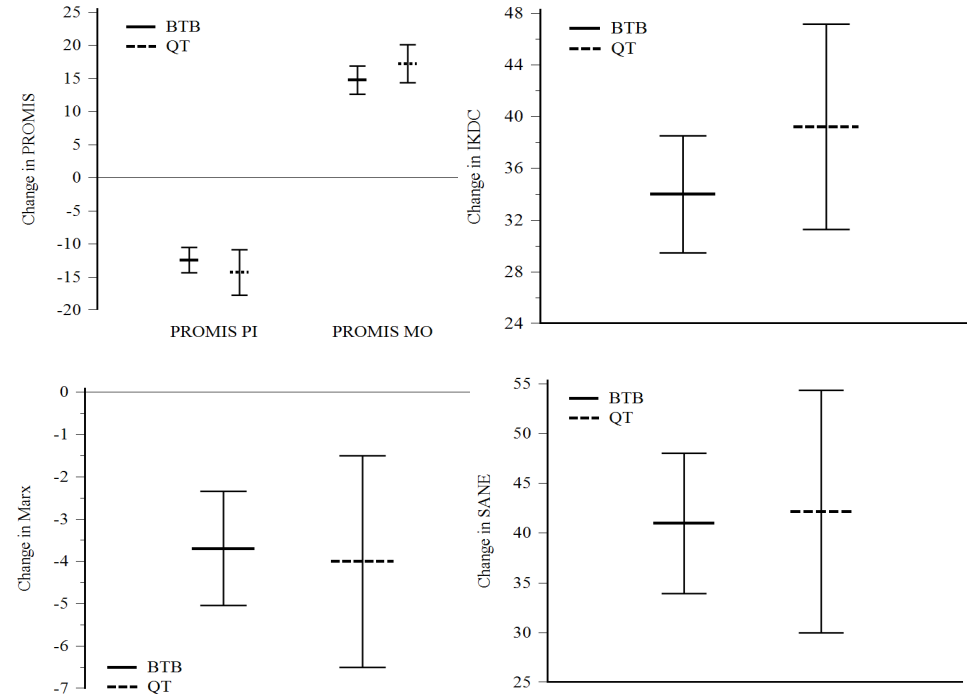 25
20
15
10
5
0
-5
-10
-15
-20
Change in PROMIS
BTB
QT
PROMIS PI
PROMIS MO
48
44
40
36
32
28
24
Change in IKDC
BTB
QT
0
-1
-2
-3
-4
-5
-6
-7
Change in Marx
BTB
QT
55
50
45
40
35
30
25
Change in SANE
BTB
QT